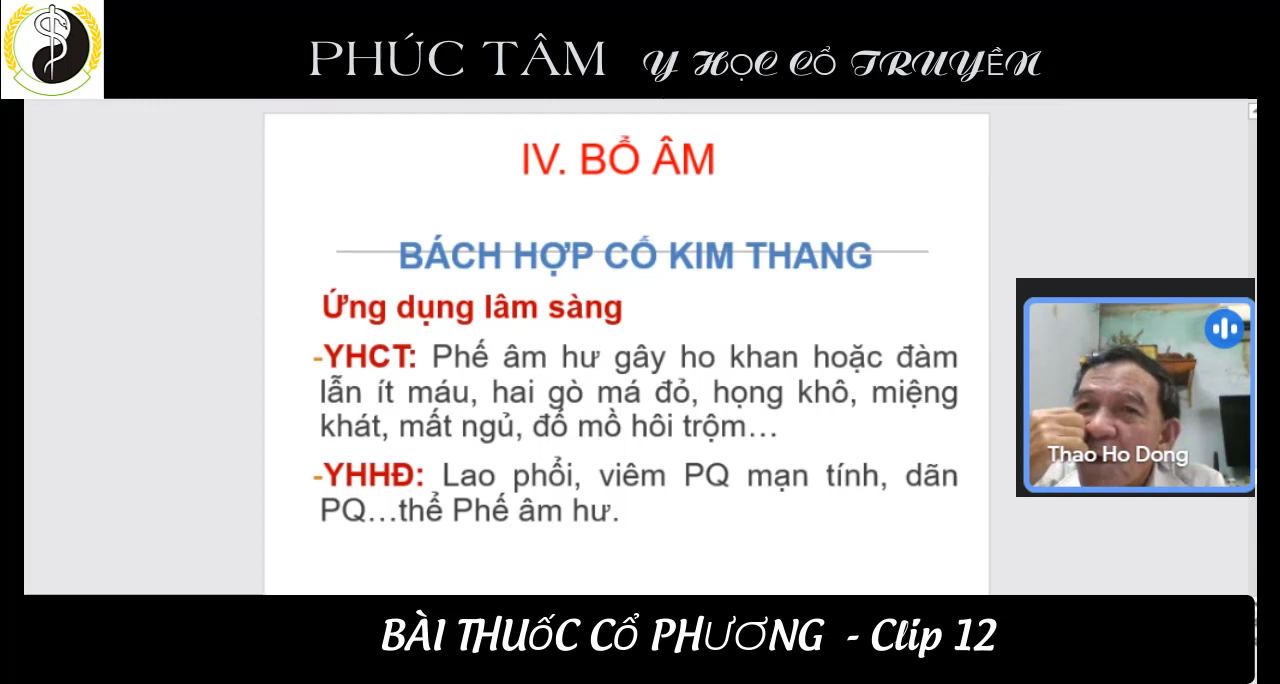 PHÚC TÂM Y HỌC CỔ TRUYỀN
IV. BỔ ÂM
BÁCH HỢP CỐ KIM THANG
Ứng dụng lâm sàng
-YHCT: Phế âm hư gây ho khan hoặc đàm
lẫn ít máu, hai gò má đỏ, họng khô, miệng
khát, mất ngủ, đổ mồ hôi trộm...
-YHHĐ: Lao phổi, viêm PQ mạn tính, dãn
PQ...thể Phế âm hư.
Thao Ho Dong
BÀI THUỐC CỔ PHƯƠNG - Clip 12